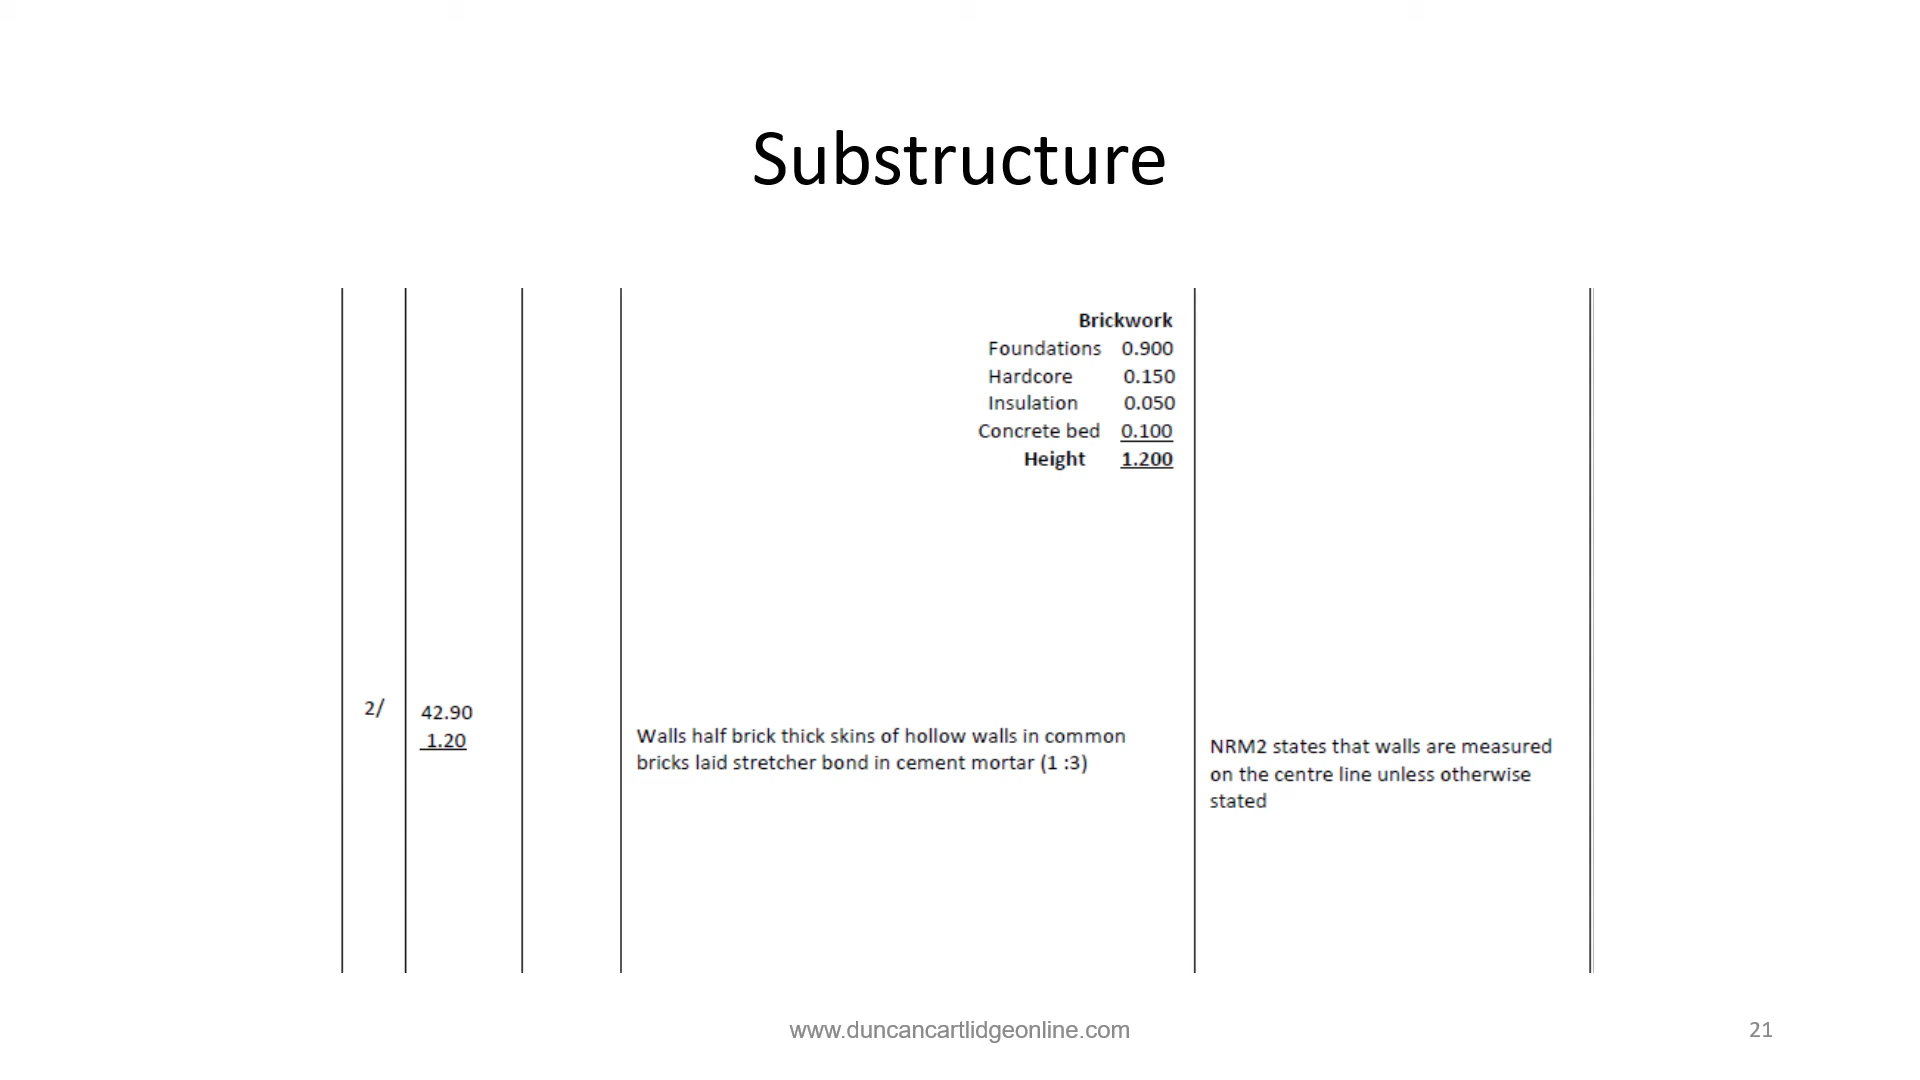 Substructure
Brickwork
Foundations 0.900
Hardcore 0.150
Insulation 0.050
Concrete bed 0.100
Height 1.200
2/ 42.90
1.20
Walls half brick thick skins of hollow walls in common
bricks laid stretcher bond in cement mortar (1 :3)
NRM2 states that walls are measured
on the centre line unless otherwise
stated
www.duncancartlidgeonline.com
21